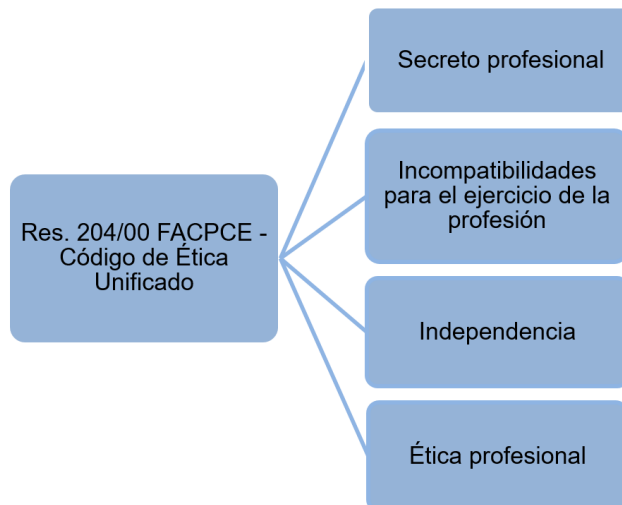 Res. 204/00 FACPCE -
Código de Ética
Unificado
Secreto profesional
Incompatibilidades
para el ejercicio de la
profesión
Independencia
Ética profesional